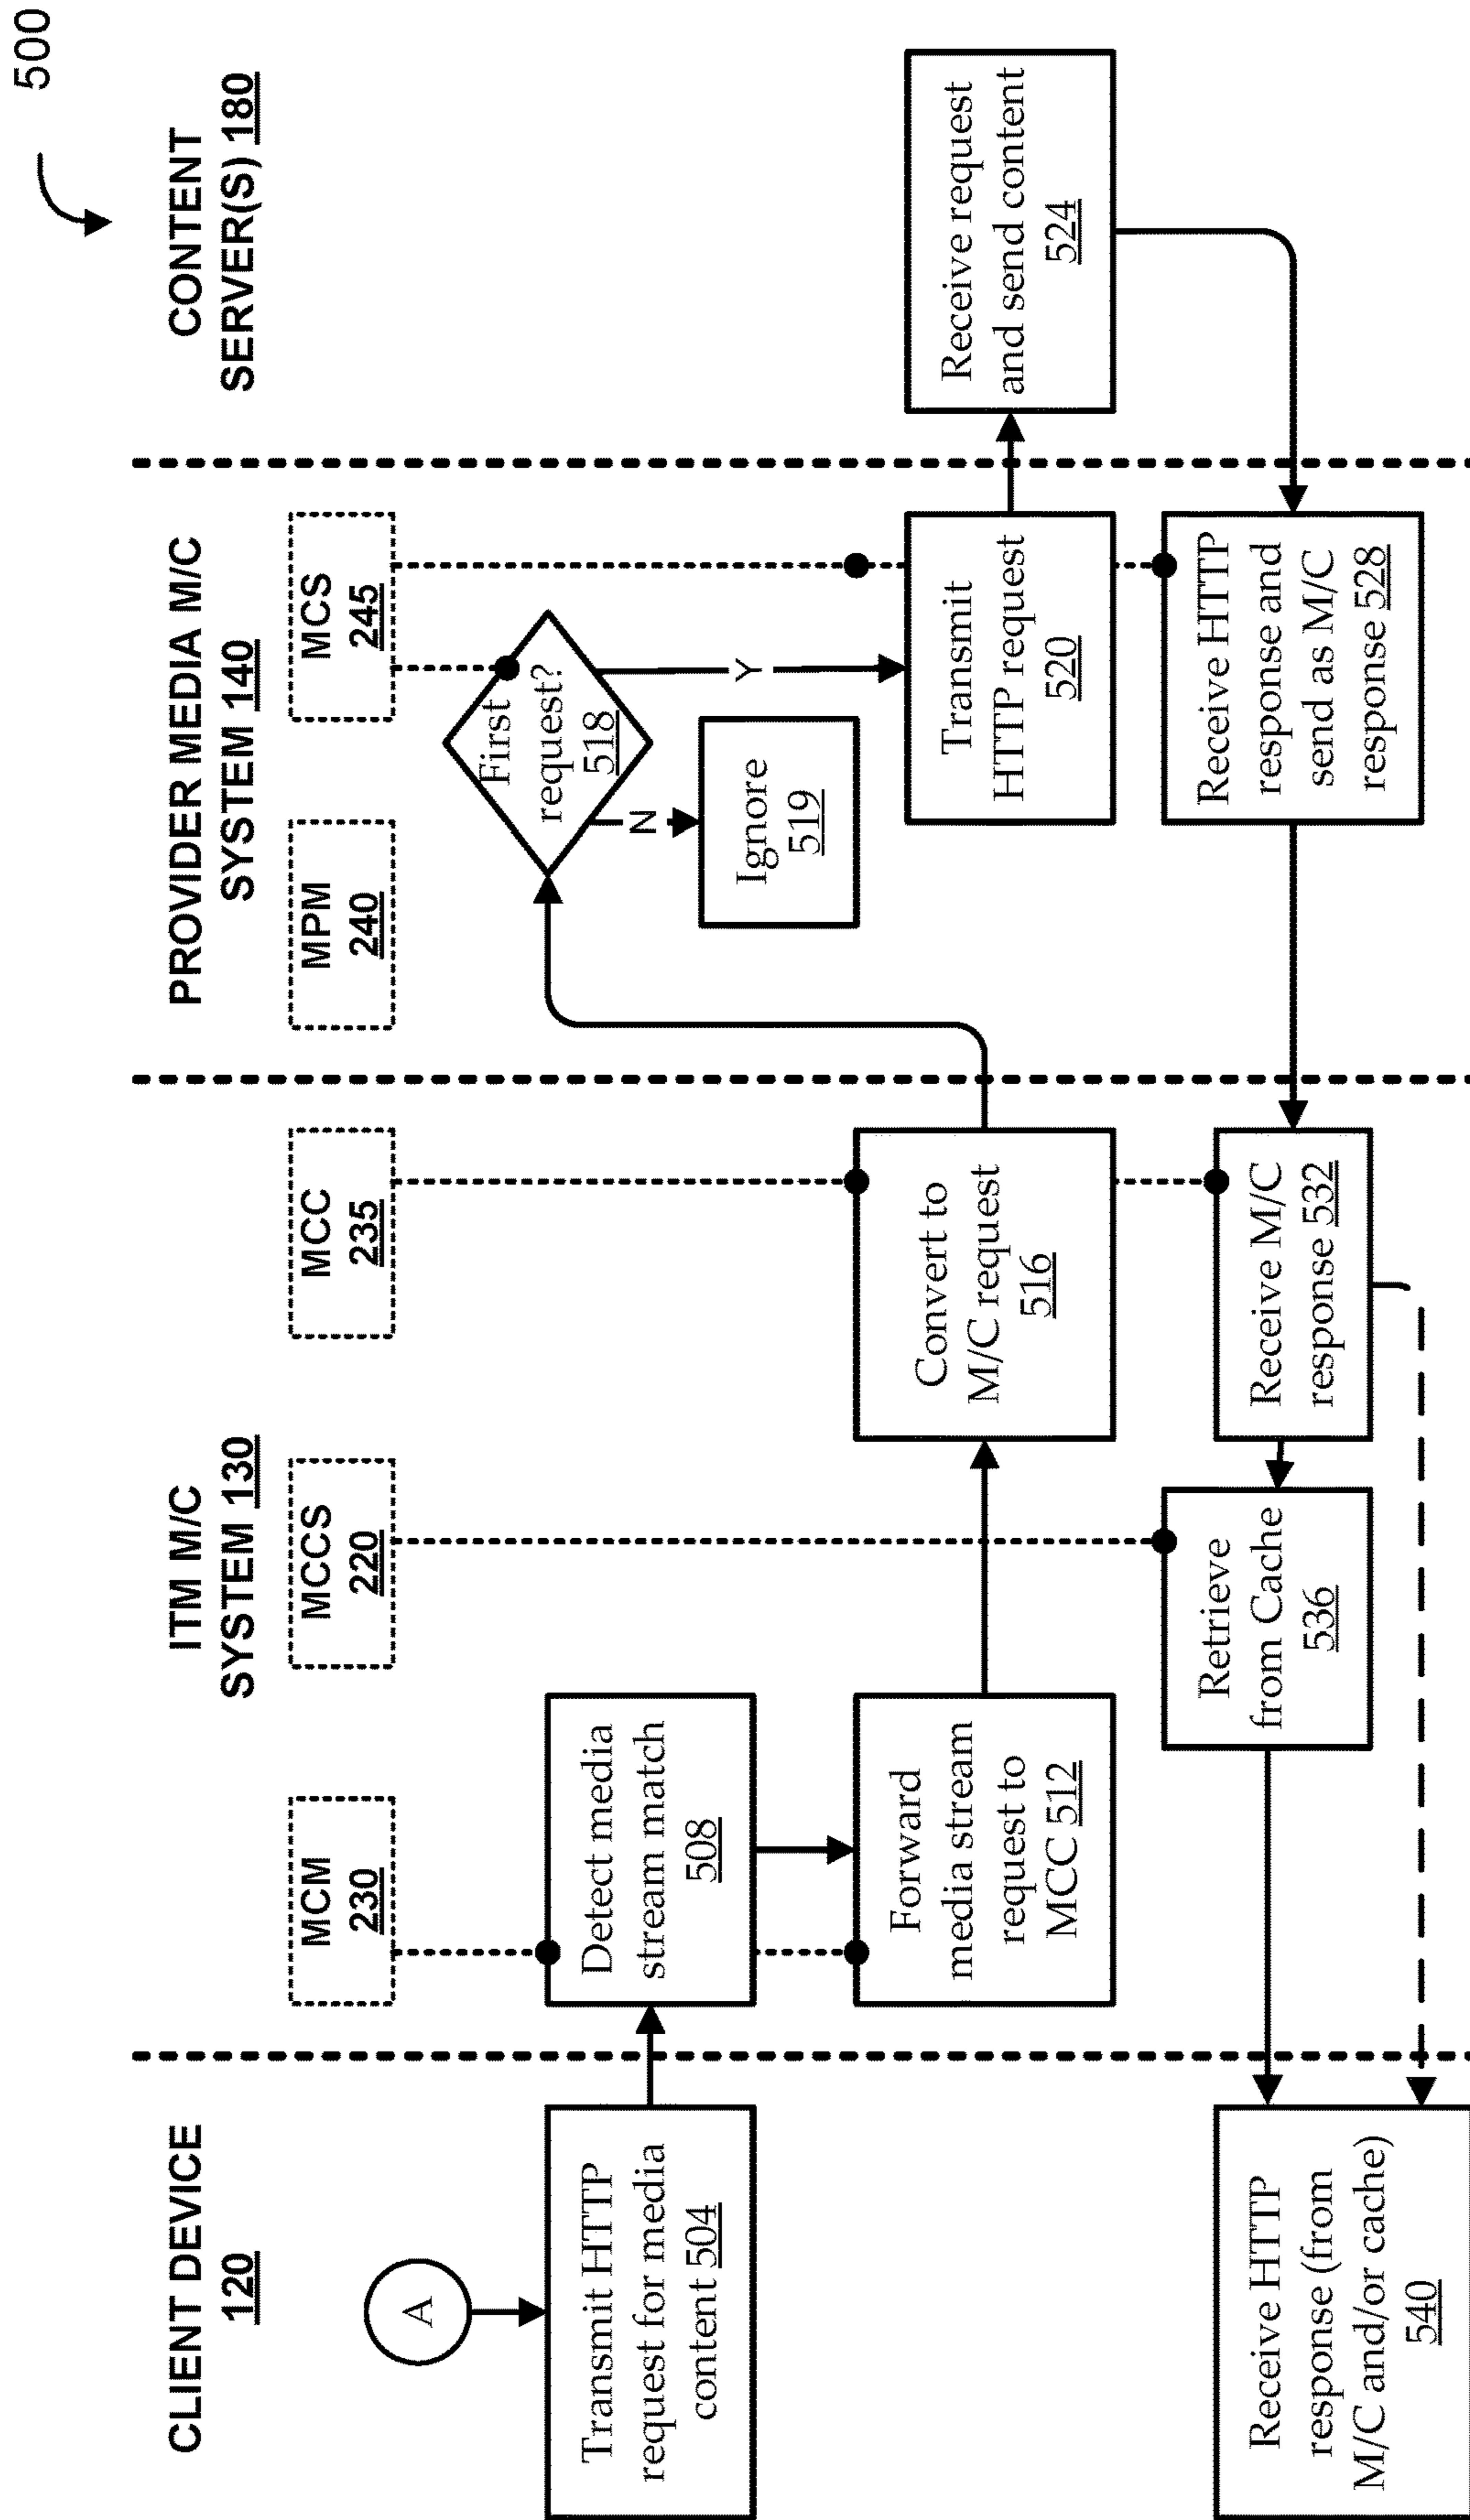 500
CLIENT DEVICE
120
ITM M/C
SYSTEM 130
PROVIDER MEDIA M/C
SYSTEM 140
CONTENT
SERVER(S) 180
MCM
230
MCCS
220
MCC
235
MPM
240
MCS
245
A
Transmit HTTP
request for media
content 504
Detect media
stream match
508
Forward
media stream
request to
MCC 512
Convert to
M/C request
516
First
request?
518
N
Y
Ignore
519
Transmit
HTTP request
520
Receive request
and send content
524
Receive HTTP
response and
send as M/C
response 528
Receive M/C
response 532
Retrieve
from Cache
536
Receive HTTP
response (from
M/C and/or cache)
540